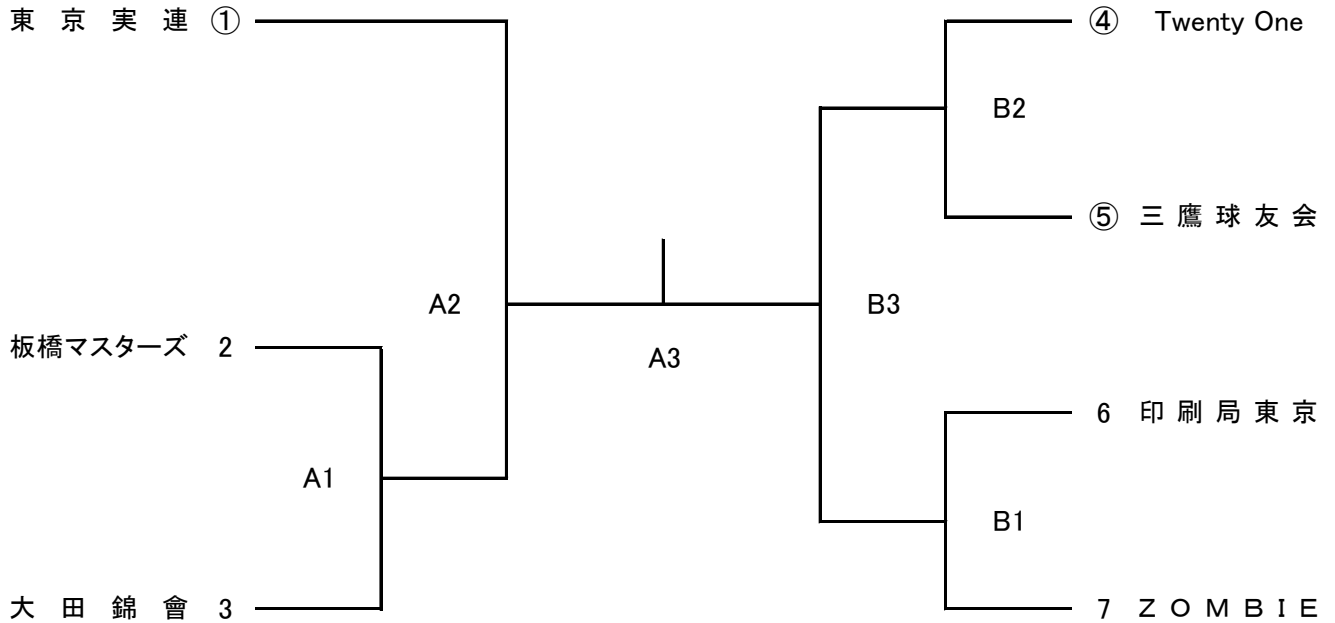 東京実連 ①
④ Twenty One
B2
⑤ 三鷹球友会
A2
B3
板橋マスターズ 2
A3
6 印刷局東京
A1
B1
大田錦會 3
7 ZOMBIE